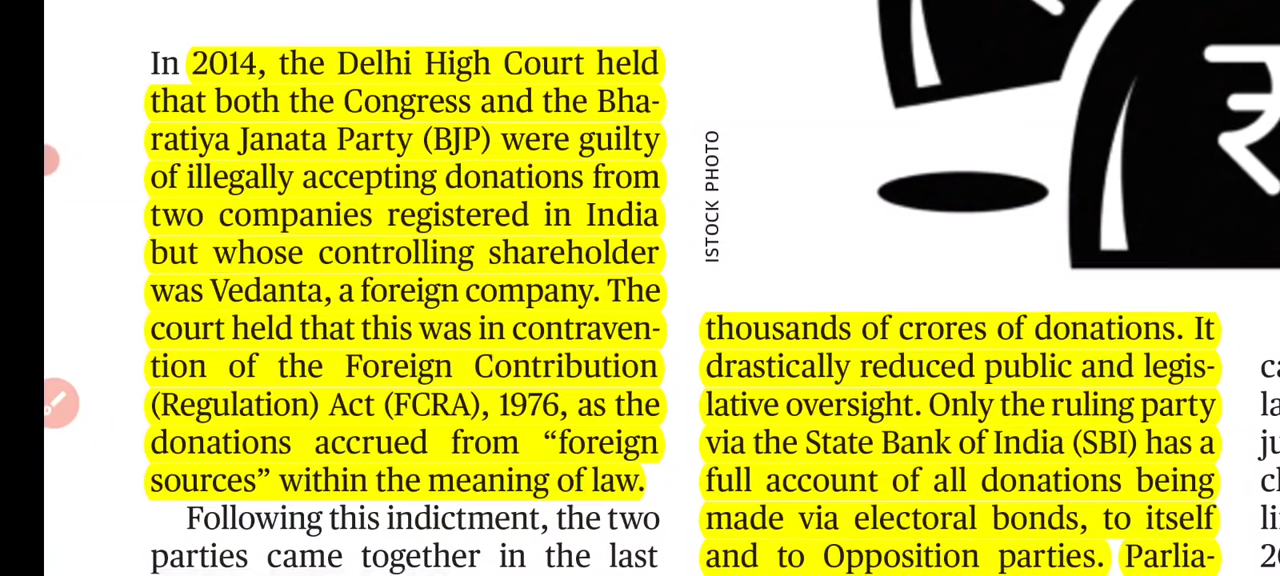 In 2014, the Delhi High Court held
that both the Congress and the Bha-
ratiya Janata Party (BJP) were guilty
of illegally accepting donations from
two companies registered in India
but whose controlling shareholder
was Vedanta, a foreign company. The
court held that this was in contraven-
tion of the Foreign Contribution
(Regulation) Act (FCRA), 1976, as the
donations accrued from “foreign
sources” within the meaning of law.
Following this indictment, the two
parties came together in the last
ISTOCK PHOTO
₹
thousands of crores of donations. It
drastically reduced public and legis-
lative oversight. Only the ruling party
via the State Bank of India (SBI) has a
full account of all donations being
made via electoral bonds, to itself
and to Opposition parties. Parlia-